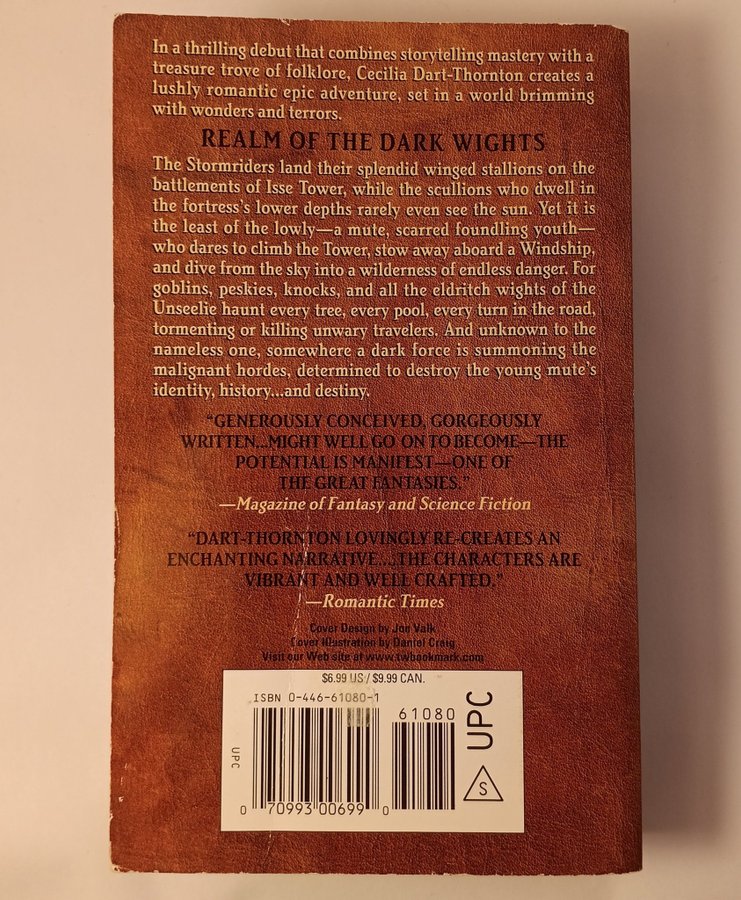 In a thrilling debut that combines storytelling mastery with a
treasure trove of folklore, Cecilia Dart-Thornton creates a
lushly romantic epic adventure, set in a world brimming
with wonders and terrors.
REALM OF THE DARK WIGHTS
The Stormriders land their splendid winged stallions on the
battlements of Isse Tower, while the scullions who dwell in
the fortress's lower depths rarely even see the sun. Yet it is
the least of the lowly—a mute, scarred foundling youth—
who dares to climb the Tower, stow away aboard a Windship,
and dive from the sky into a wilderness of endless danger. For
goblins, peskies, knocks, and all the eldritch wights of the
Unseelie haunt every tree, every pool, every turn in the road,
tormenting or killing unwary travelers. And unknown to the
nameless one, somewhere a dark force is summoning the
malignant hordes, determined to destroy the young mute's
identity, history...and destiny.
"GENEROUSLY CONCEIVED, GORGEOUSLY
WRITTEN...MIGHT WELL GO ON TO BECOME—THE
POTENTIAL IS MANIFEST—ONE OF
THE GREAT FANTASIES."
—Magazine of Fantasy and Science Fiction
"DART-THORNTON LOVINGLY RE-CREATES AN
ENCHANTING NARRATIVE...THE CHARACTERS ARE
VIBRANT AND WELL CRAFTED."
—Romantic Times
Cover Design by Jon Valk
Cover Illustration by Daniel Craig
Visit our Web site at www.twbookmark.com
$6.99 US / $9.99 CAN.
ISBN 0-446-61080-1
61080
UPC
UPC
S
0 70993 00699 0